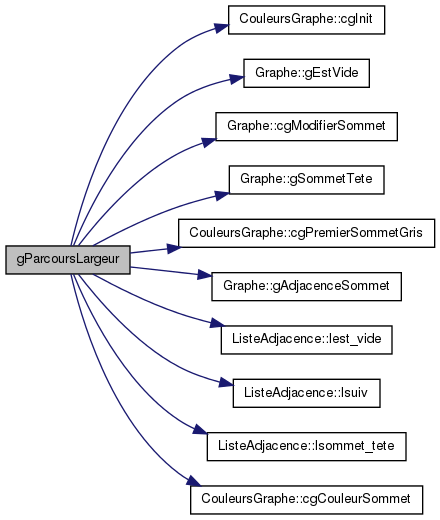 CouleursGraphe::cgInit
Graphe::gEstVide
Graphe::cgModifierSommet
Graphe::gSommetTete
CouleursGraphe::cgPremierSommetGris
gParcoursLargeur
Graphe::gAdjacenceSommet
ListeAdjacence::lest_vide
ListeAdjacence::lsuiv
ListeAdjacence::lsommet_tete
CouleursGraphe::cgCouleurSommet